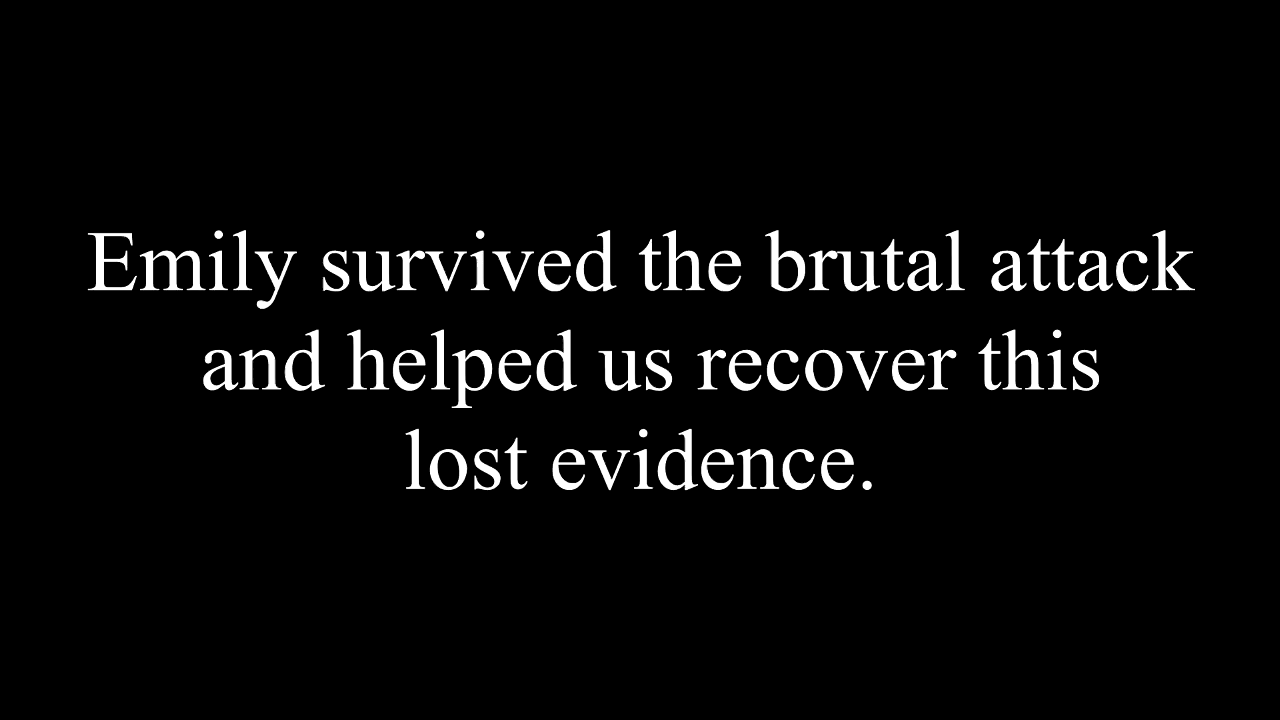 Emily survived the brutal attack
and helped us recover this
lost evidence.